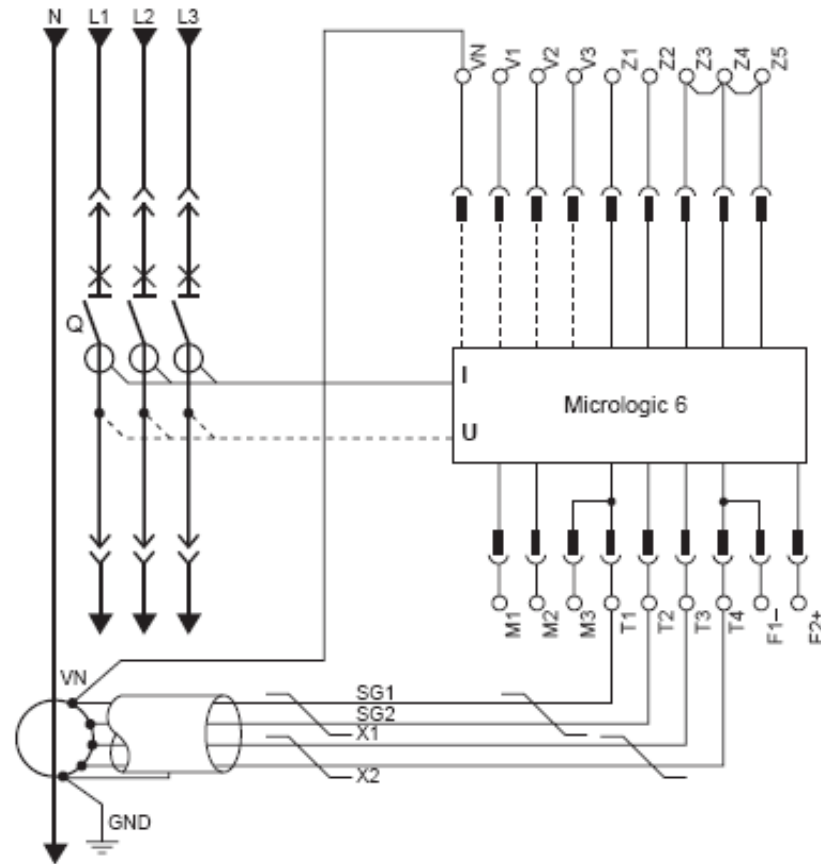 N L1 L2 L3
VN V1 V2 V3 Z1 Z2 Z3 Z4 Z5
Q
I
Micrologic 6
U
M1 M2 M3 T1 T2 T3 T4 F1− F2+
VN
SG1
SG2
X1
X2
GND